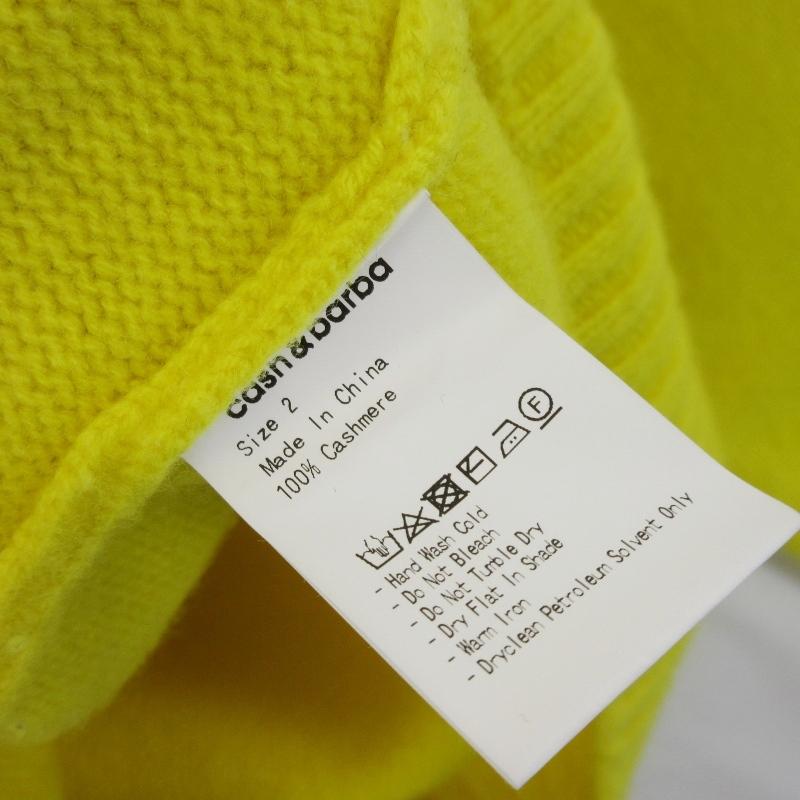 cash&barba
Size 2
Made In China
100% Cashmere
F
- Hand Wash Cold
- Do Not Bleach
- Do Not Tumble Dry
- Dry Flat In Shade
- Warm Iron
- Dryclean Petroleum Solvent Only